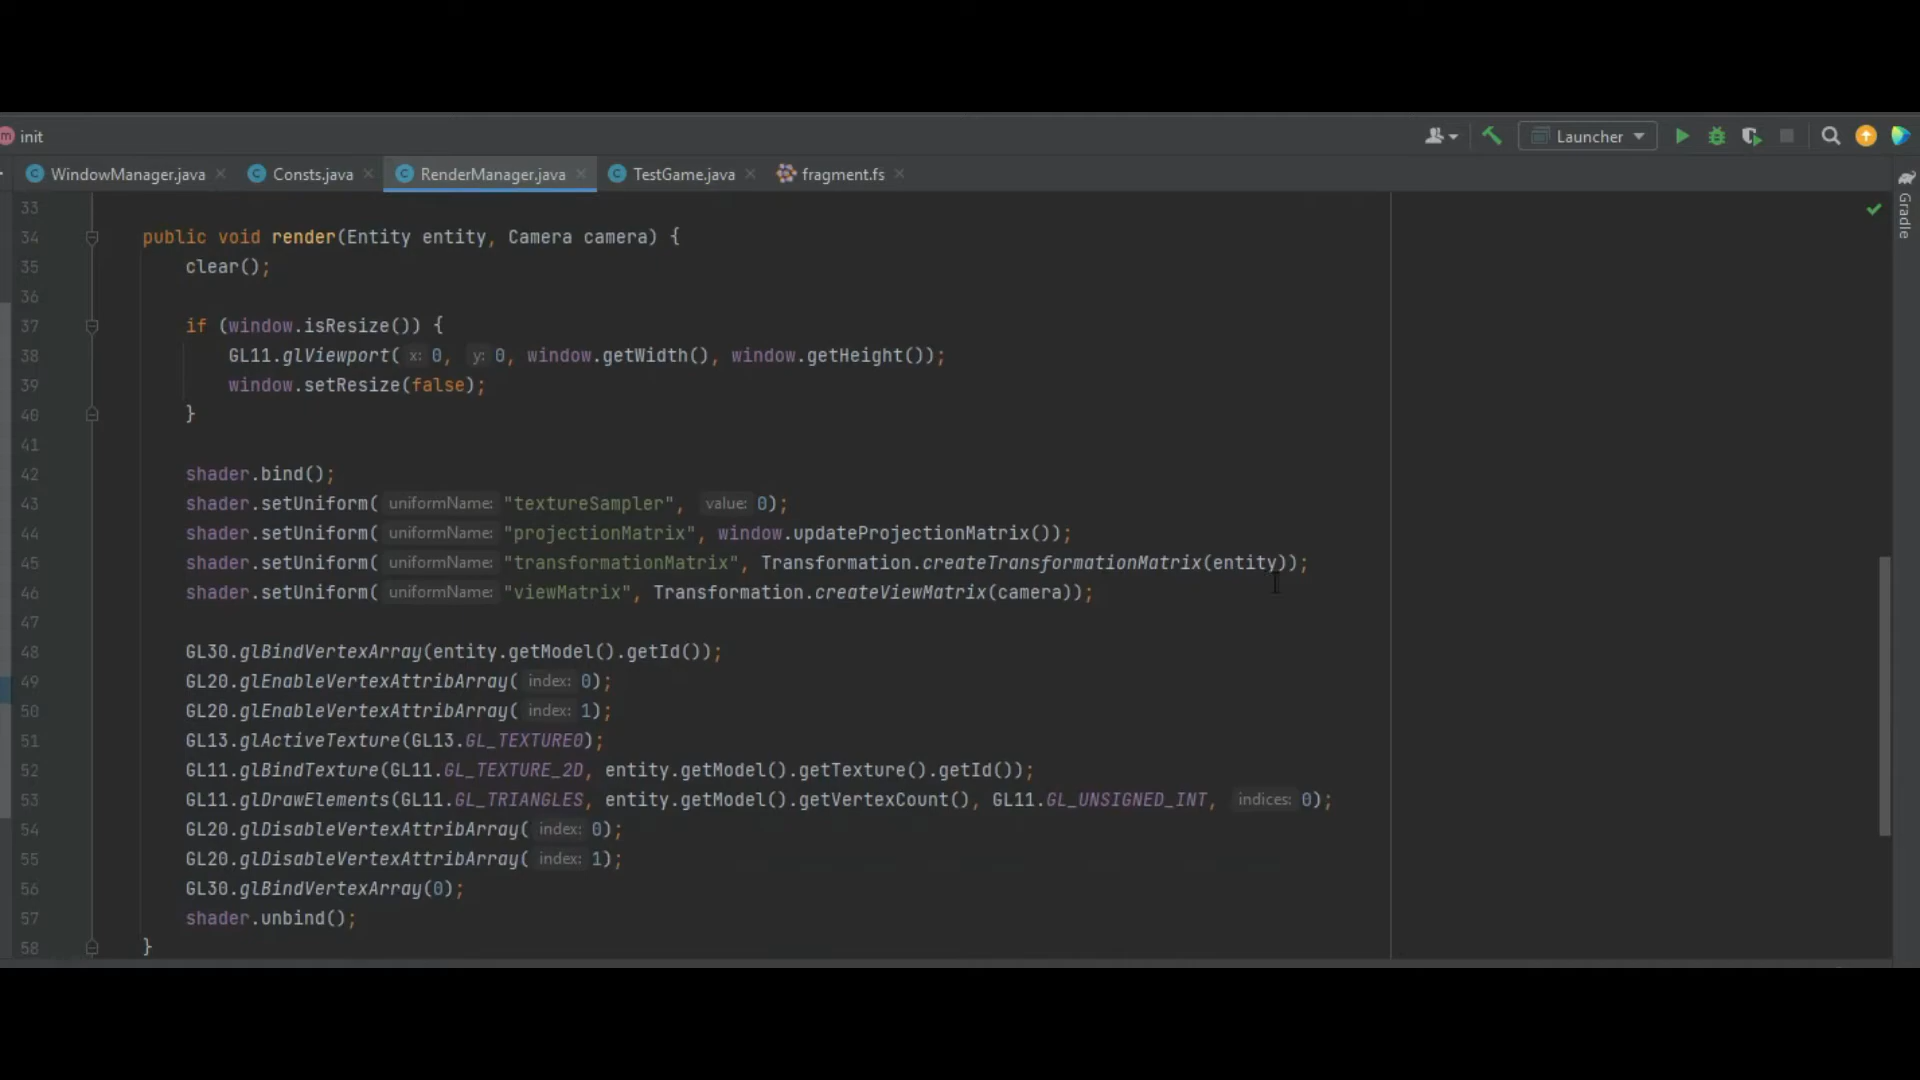 init
Launcher
WindowManager.java
Consts.java
RenderManager.java
TestGame.java
fragment.fs
Gradle
33
34 public void render(Entity entity, Camera camera) {
35 clear();
36
37 if (window.isResize()) {
38 GL11.glViewport( x: 0, y: 0, window.getWidth(), window.getHeight());
39 window.setResize(false);
40 }
41
42 shader.bind();
43 shader.setUniform( uniformName: "textureSampler", value: 0);
44 shader.setUniform( uniformName: "projectionMatrix", window.updateProjectionMatrix());
45 shader.setUniform( uniformName: "transformationMatrix", Transformation.createTransformationMatrix(entity));
46 shader.setUniform( uniformName: "viewMatrix", Transformation.createViewMatrix(camera));
47
48 GL30.glBindVertexArray(entity.getModel().getId());
49 GL20.glEnableVertexAttribArray( index: 0);
50 GL20.glEnableVertexAttribArray( index: 1);
51 GL13.glActiveTexture(GL13.GL_TEXTURE0);
52 GL11.glBindTexture(GL11.GL_TEXTURE_2D, entity.getModel().getTexture().getId());
53 GL11.glDrawElements(GL11.GL_TRIANGLES, entity.getModel().getVertexCount(), GL11.GL_UNSIGNED_INT, indices: 0);
54 GL20.glDisableVertexAttribArray( index: 0);
55 GL20.glDisableVertexAttribArray( index: 1);
56 GL30.glBindVertexArray(0);
57 shader.unbind();
58 }